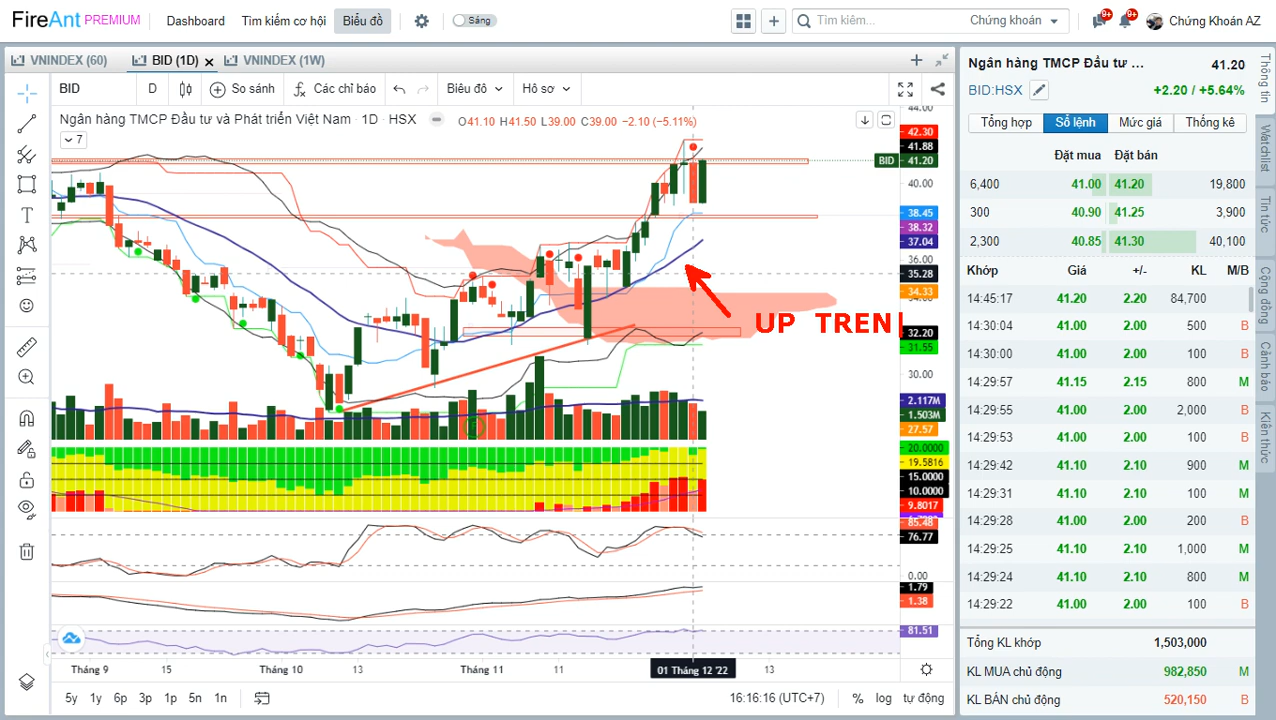 FireAnt PREMIUM
Dashboard
Tìm kiếm cơ hội
Biểu đồ
Sáng
Tìm kiếm...
Chứng khoán
9+
9+
Chứng Khoán AZ
VNINDEX (60)
BID (1D)
VNINDEX (1W)
BID
D
So sánh
Các chỉ báo
Biểu đồ
Hồ sơ
Ngân hàng TMCP Đầu tư và Phát triển Việt Nam · 1D · HSX
O41.10 H41.50 L39.00 C39.00 −2.10 (−5.11%)
7
44.00
42.30
41.88
BID 41.20
40.00
38.45
38.32
37.04
36.00
35.28
34.33
34.00
32.20
31.55
30.00
2.117M
1.503M
27.57
20.0000
19.5816
15.0000
10.0000
9.8017
85.48
76.77
0.00
1.79
1.38
81.51
UP TREN
Tháng 9
15
Tháng 10
13
Tháng 11
11
01 Tháng 12 '22
13
5y 1y 6p 3p 1p 5n 1n
16:16:16 (UTC+7)
% log tự động
Ngân hàng TMCP Đầu tư ...
41.20
BID:HSX
+2.20 / +5.64%
Tổng hợp
Sổ lệnh
Mức giá
Thống kê
Đặt mua Đặt bán
6,400 41.00 41.20 19,800
300 40.90 41.25 3,900
2,300 40.85 41.30 40,100
Khớp Giá +/- KL M/B
14:45:17 41.20 2.20 84,700
14:30:04 41.00 2.00 500 B
14:30:00 41.00 2.00 100 B
14:29:57 41.15 2.15 800 M
14:29:55 41.00 2.00 2,000 B
14:29:53 41.00 2.00 100 B
14:29:42 41.10 2.10 900 M
14:29:31 41.10 2.10 100 M
14:29:28 41.00 2.00 200 B
14:29:25 41.10 2.10 1,000 M
14:29:24 41.10 2.10 800 M
14:29:22 41.00 2.00 100 B
Tổng KL khớp 1,503,000
KL MUA chủ động 982,850 M
KL BÁN chủ động 520,150 B
Thông tin
Watchlist
Tin tức
Cộng đồng
Cảnh báo
Kiến thức